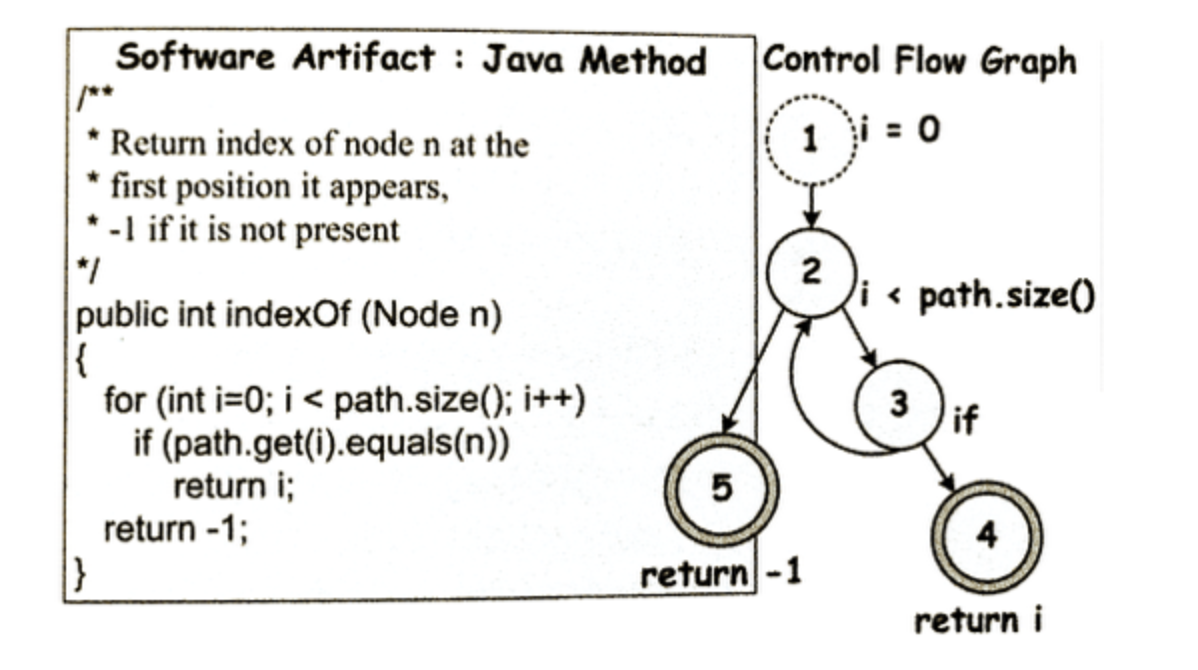 Software Artifact : Java Method
/**
* Return index of node n at the
* first position it appears,
* -1 if it is not present
*/
public int indexOf (Node n)
{
for (int i=0; i < path.size(); i++)
if (path.get(i).equals(n))
return i;
return -1;
}
Control Flow Graph
1
i = 0
2
i < path.size()
3
if
5
4
return -1
return i